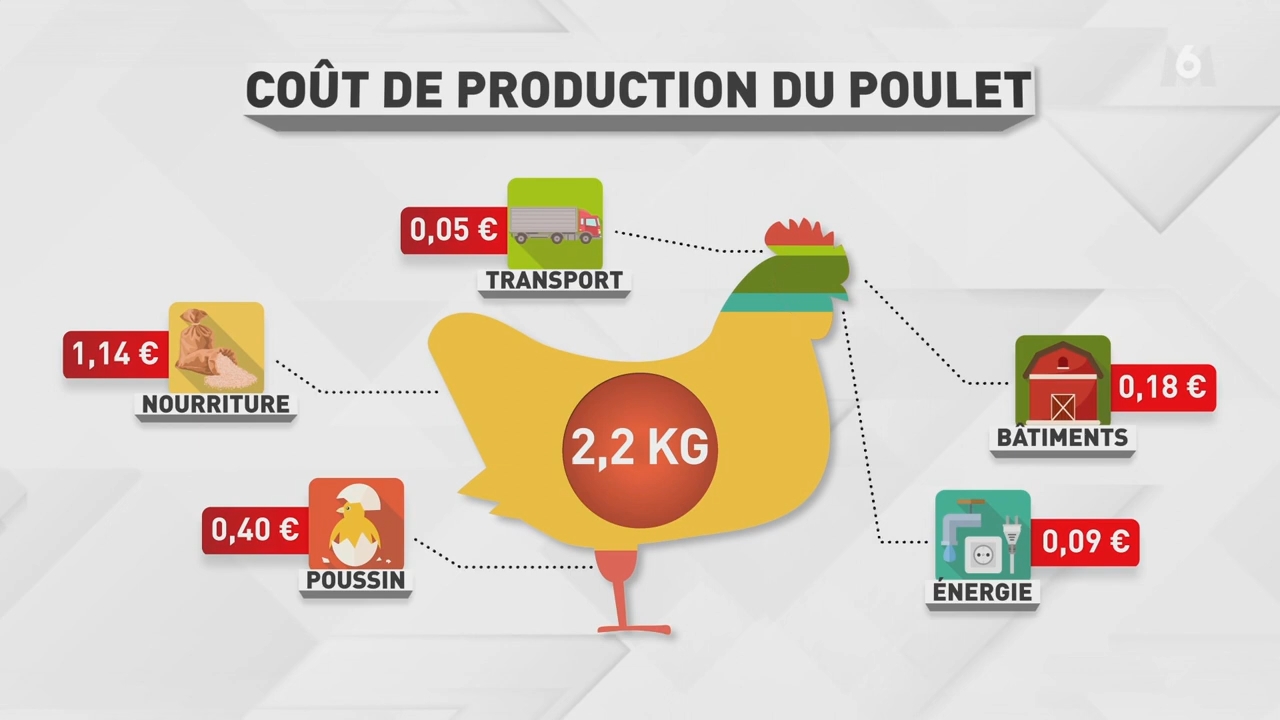 COÛT DE PRODUCTION DU POULET
M6
0,05 €
TRANSPORT
1,14 €
NOURRITURE
0,40 €
POUSSIN
2,2 KG
0,18 €
BÂTIMENTS
0,09 €
ÉNERGIE